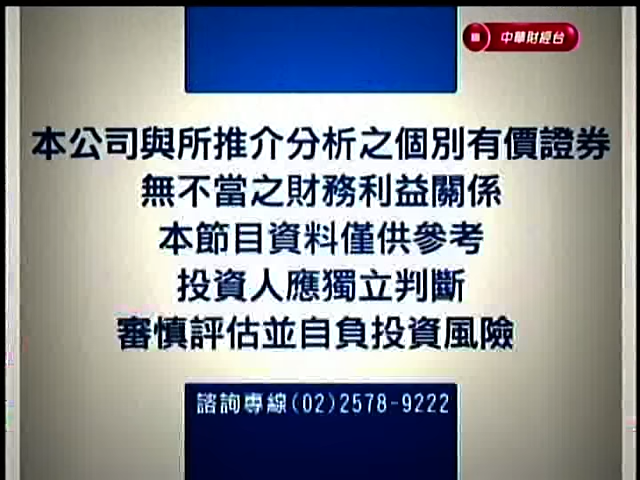 中華財經台
本公司與所推介分析之個別有價證券
無不當之財務利益關係
本節目資料僅供參考
投資人應獨立判斷
審慎評估並自負投資風險
諮詢專線(02)2578-9222